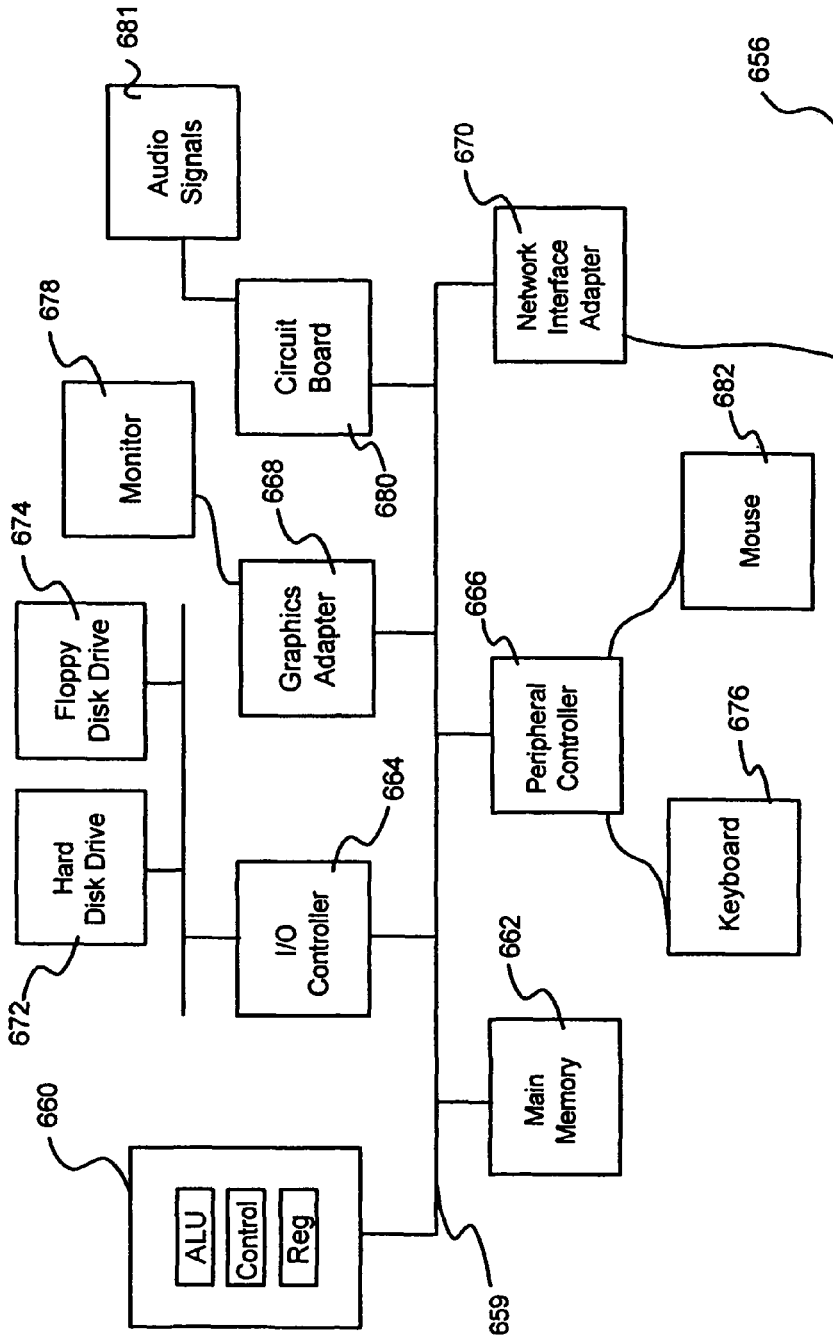 660
ALU
Control
Reg
659
672
Hard
Disk Drive
Floppy
Disk Drive
674
I/O
Controller
664
Graphics
Adapter
668
Monitor
678
Circuit
Board
680
Audio
Signals
681
Main
Memory
662
Peripheral
Controller
666
Keyboard
676
Mouse
682
Network
Interface
Adapter
670
656